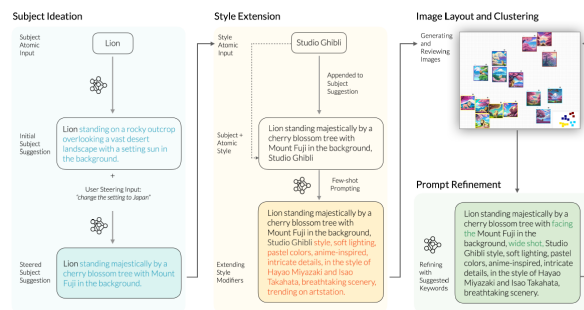 Subject Ideation
Subject
Atomic
Input
Lion
Initial
Subject
Suggestion
Lion standing on a rocky outcrop
overlooking a vast desert
landscape with a setting sun in
the background.
+
User Steering Input:
"change the setting to Japan"
Steered
Subject
Suggestion
Lion standing majestically by a
cherry blossom tree with Mount
Fuji in the background.
Style Extension
Style
Atomic
Input
Studio Ghibli
Appended to
Subject
Suggestion
Subject +
Atomic
Style
Lion standing majestically by a
cherry blossom tree with
Mount Fuji in the background,
Studio Ghibli
Few-shot
Prompting
Extending
Style
Modifiers
Lion standing majestically by a
cherry blossom tree with
Mount Fuji in the background,
Studio Ghibli style, soft lighting,
pastel colors, anime-inspired,
intricate details, in the style of
Hayao Miyazaki and Isao
Takahata, breathtaking scenery,
trending on artstation.
Image Layout and Clustering
Generating
and
Reviewing
Images
Prompt Refinement
Refining
with
Suggested
Keywords
Lion standing majestically by a
cherry blossom tree with facing
the Mount Fuji in the
background, wide shot, Studio
Ghibli style, soft lighting, pastel
colors, anime-inspired, intricate
details, in the style of Hayao
Miyazaki and Isao Takahata,
breathtaking scenery.